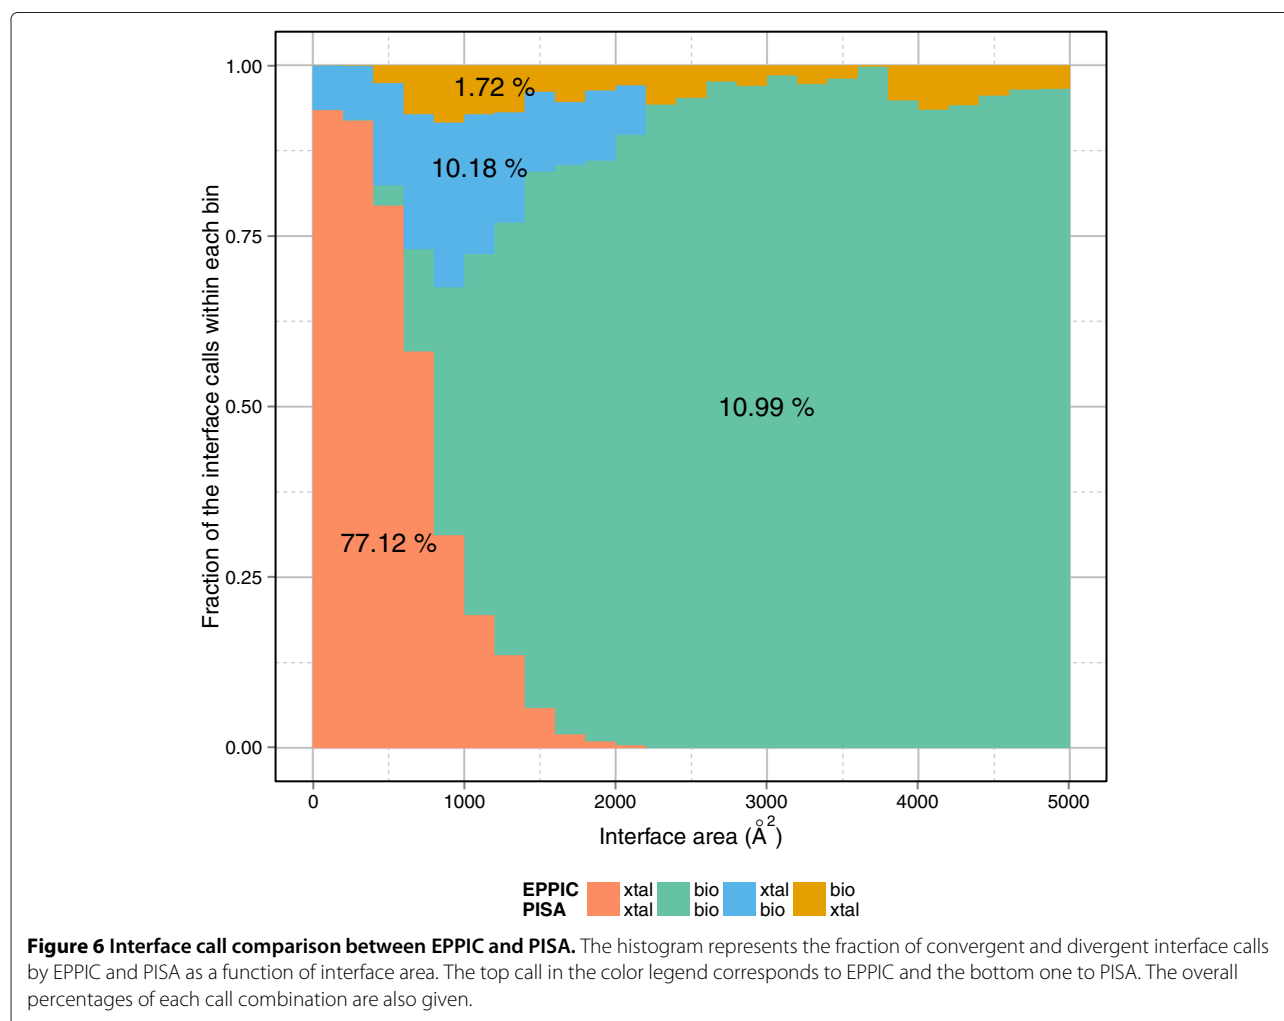 Fraction of the interface calls within each bin
1.00
0.75
0.50
0.25
0.00
1.72 %
10.18 %
10.99 %
77.12 %
0 1000 2000 3000 4000 5000
Interface area (Å²)
EPPIC xtal bio xtal bio
PISA xtal bio bio xtal
Figure 6 Interface call comparison between EPPIC and PISA. The histogram represents the fraction of convergent and divergent interface calls
by EPPIC and PISA as a function of interface area. The top call in the color legend corresponds to EPPIC and the bottom one to PISA. The overall
percentages of each call combination are also given.